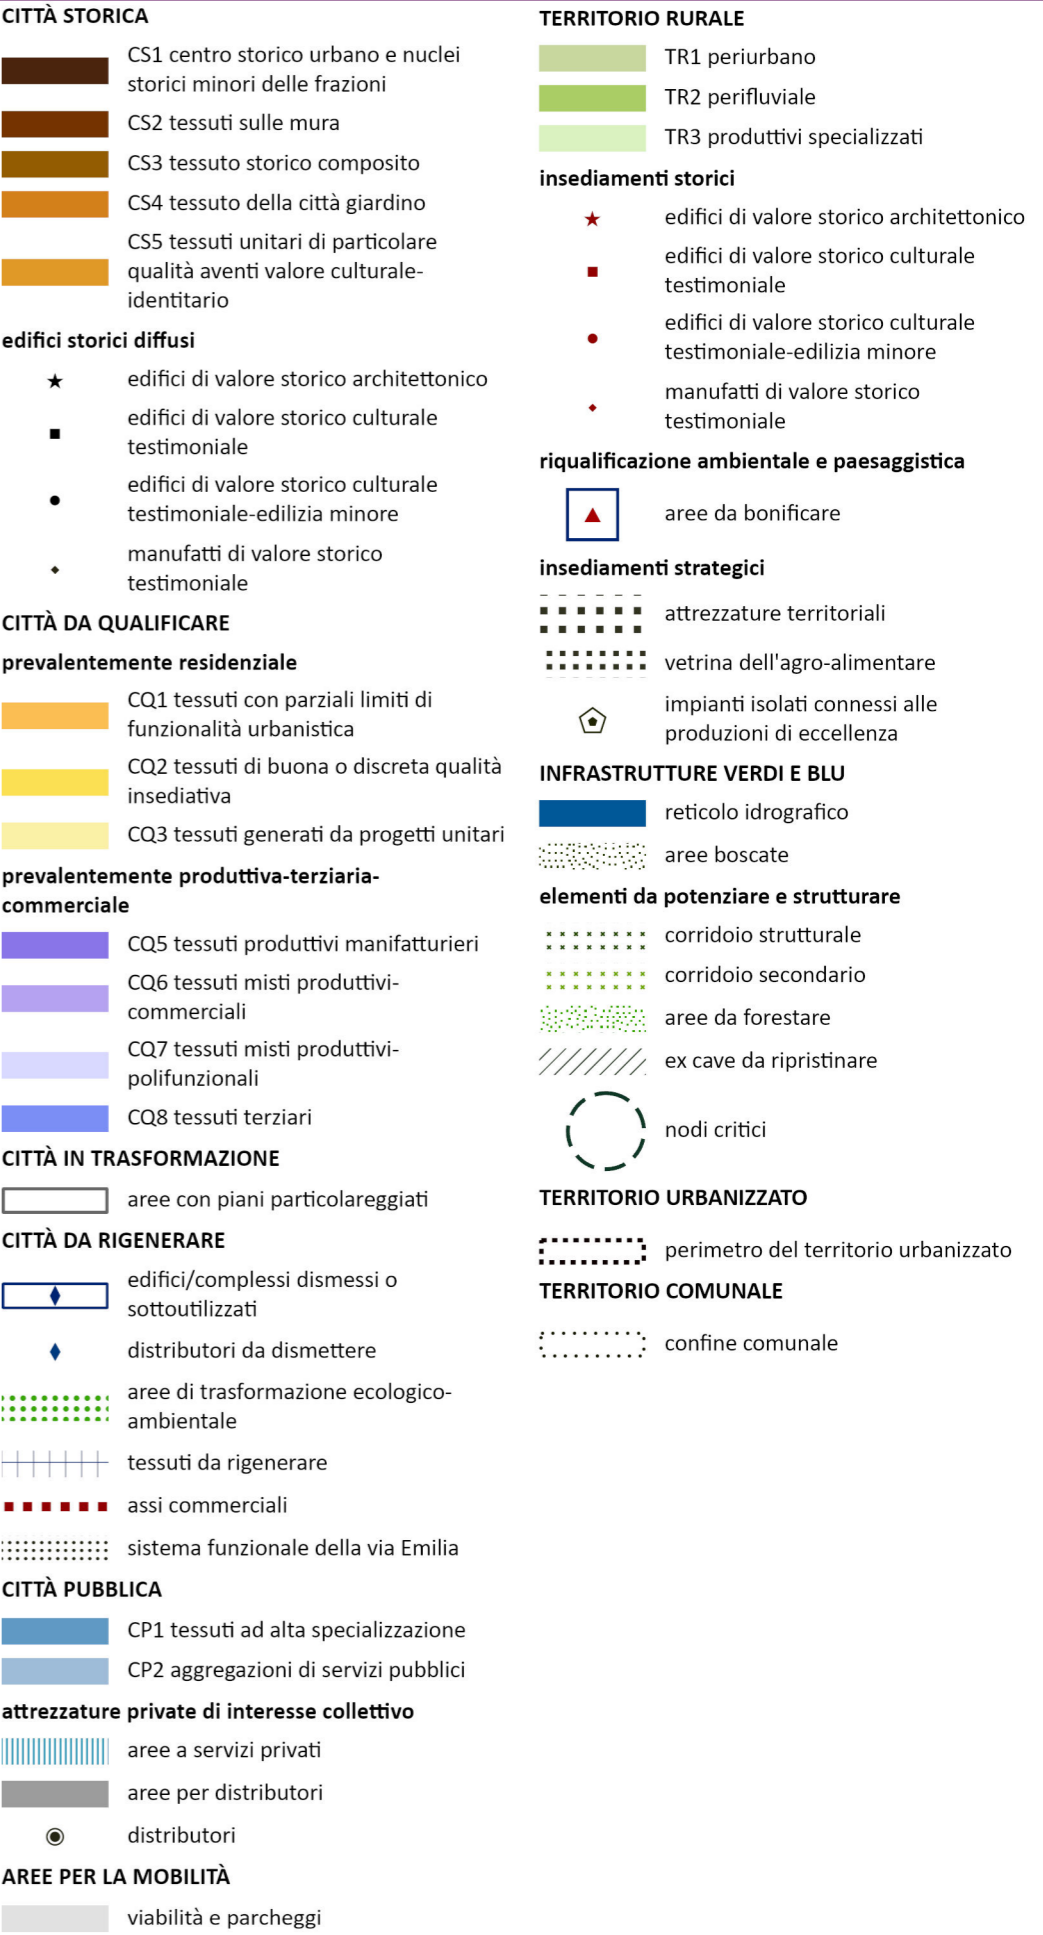 CITTÀ STORICA
CS1 centro storico urbano e nuclei
storici minori delle frazioni
CS2 tessuti sulle mura
CS3 tessuto storico composito
CS4 tessuto della città giardino
CS5 tessuti unitari di particolare
qualità aventi valore culturale-
identitario
edifici storici diffusi
edifici di valore storico architettonico
edifici di valore storico culturale
testimoniale
edifici di valore storico culturale
testimoniale-edilizia minore
manufatti di valore storico
testimoniale
CITTÀ DA QUALIFICARE
prevalentemente residenziale
CQ1 tessuti con parziali limiti di
funzionalità urbanistica
CQ2 tessuti di buona o discreta qualità
insediativa
CQ3 tessuti generati da progetti unitari
prevalentemente produttiva-terziaria-
commerciale
CQ5 tessuti produttivi manifatturieri
CQ6 tessuti misti produttivi-
commerciali
CQ7 tessuti misti produttivi-
polifunzionali
CQ8 tessuti terziari
CITTÀ IN TRASFORMAZIONE
aree con piani particolareggiati
CITTÀ DA RIGENERARE
edifici/complessi dismessi o
sottoutilizzati
distributori da dismettere
aree di trasformazione ecologico-
ambientale
tessuti da rigenerare
assi commerciali
sistema funzionale della via Emilia
CITTÀ PUBBLICA
CP1 tessuti ad alta specializzazione
CP2 aggregazioni di servizi pubblici
attrezzature private di interesse collettivo
aree a servizi privati
aree per distributori
distributori
AREE PER LA MOBILITÀ
viabilità e parcheggi
TERRITORIO RURALE
TR1 periurbano
TR2 perifluviale
TR3 produttivi specializzati
insediamenti storici
edifici di valore storico architettonico
edifici di valore storico culturale
testimoniale
edifici di valore storico culturale
testimoniale-edilizia minore
manufatti di valore storico
testimoniale
riqualificazione ambientale e paesaggistica
aree da bonificare
insediamenti strategici
attrezzature territoriali
vetrina dell'agro-alimentare
impianti isolati connessi alle
produzioni di eccellenza
INFRASTRUTTURE VERDI E BLU
reticolo idrografico
aree boscate
elementi da potenziare e strutturare
corridoio strutturale
corridoio secondario
aree da forestare
ex cave da ripristinare
nodi critici
TERRITORIO URBANIZZATO
perimetro del territorio urbanizzato
TERRITORIO COMUNALE
confine comunale